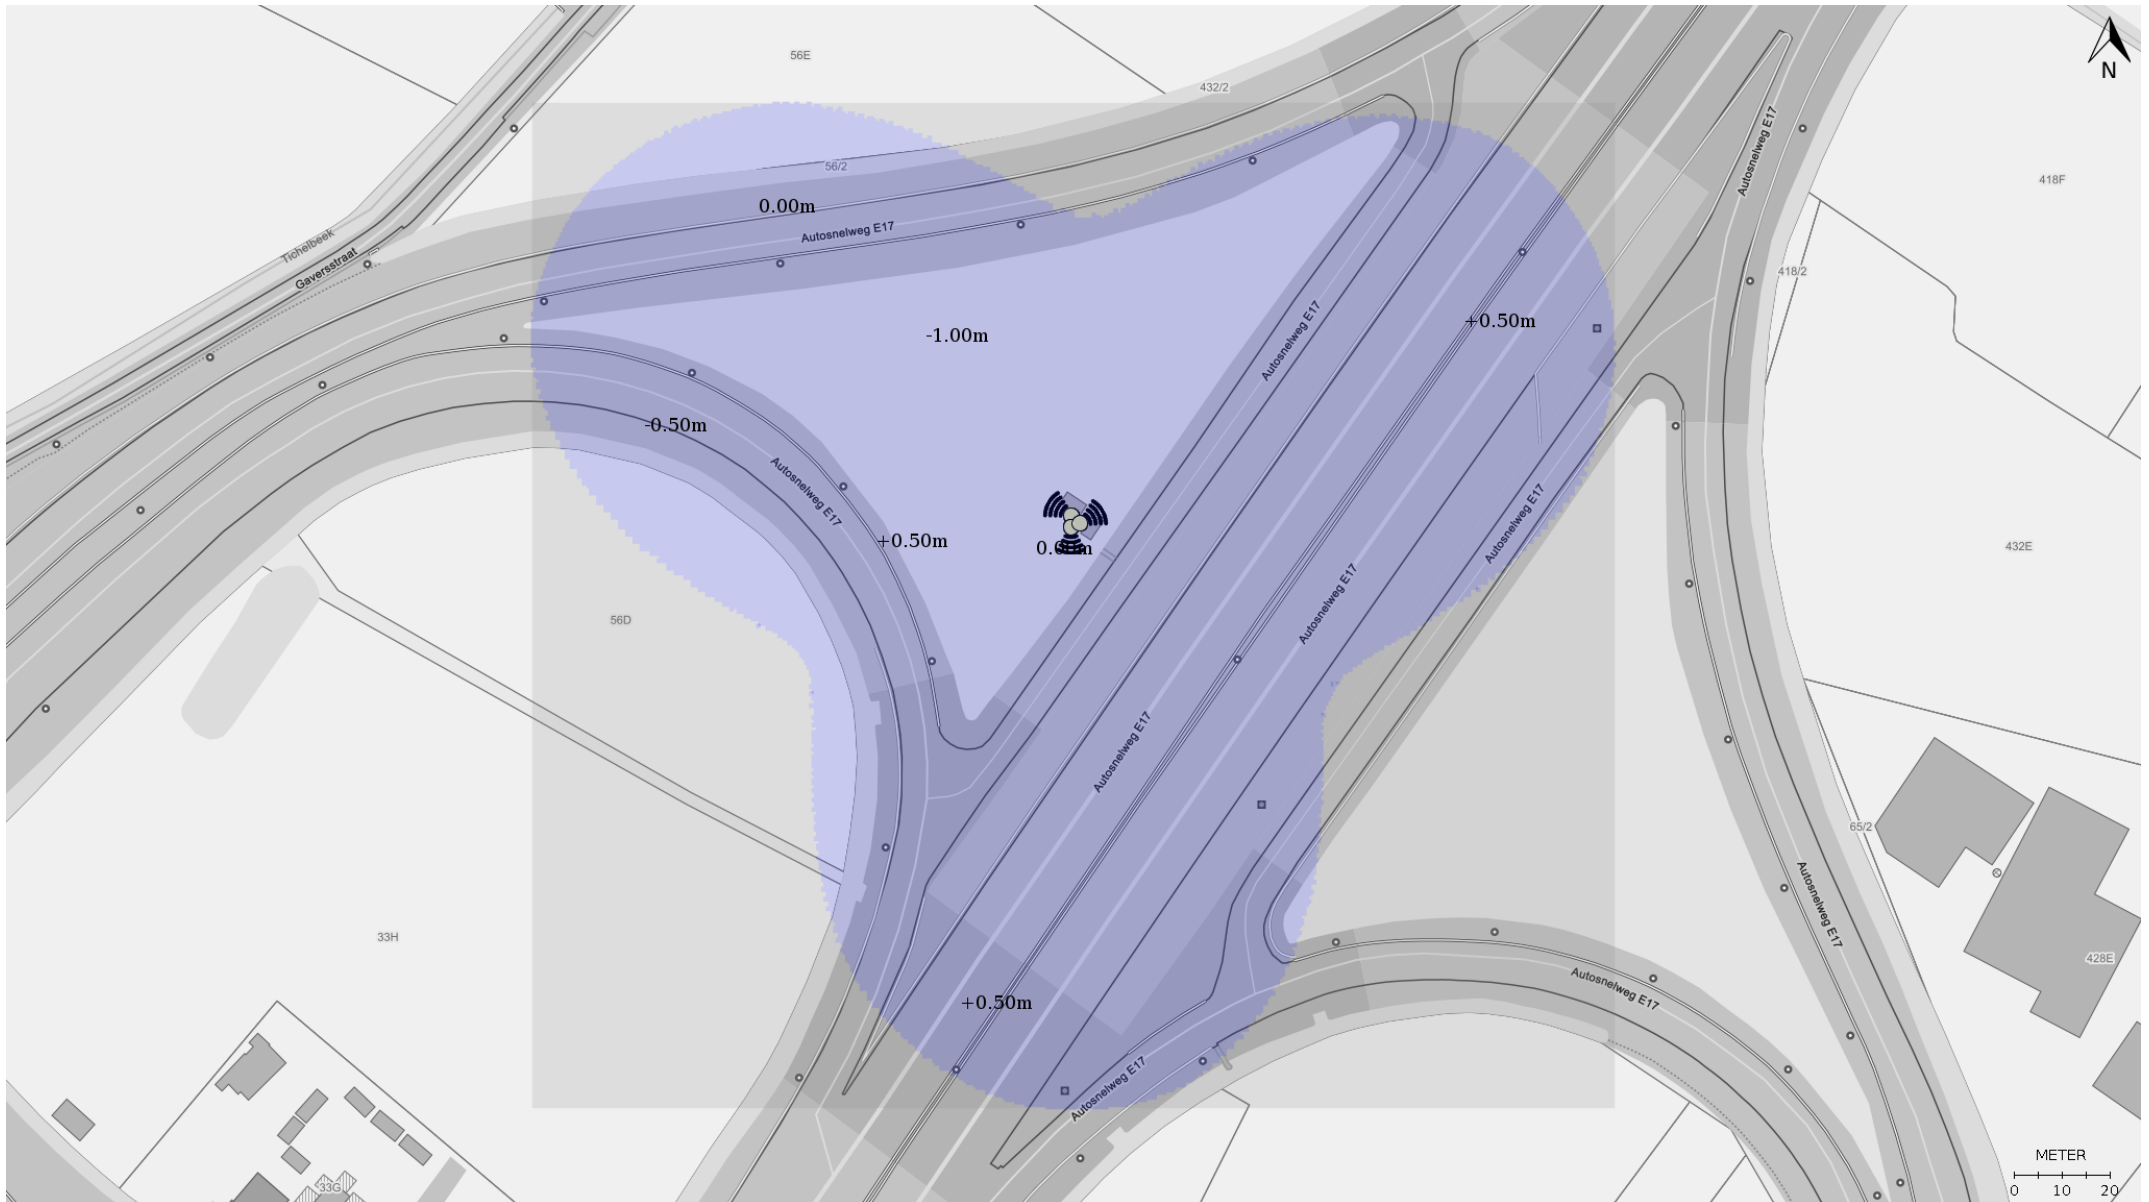 56E
432/2
N
418F
56/2
0.00m
Autosnelweg E17
Autosnelweg E17
Tichelbeek
Gaversstraat
418/2
-1.00m
+0.50m
Autosnelweg E17
-0.50m
Autosnelweg E17
+0.50m
Autosnelweg E17
432E
Autosnelweg E17
56D
Autosnelweg E17
65/2
33H
Autosnelweg E17
428E
Autosnelweg E17
+0.50m
Autosnelweg E17
METER
0 10 20
33G